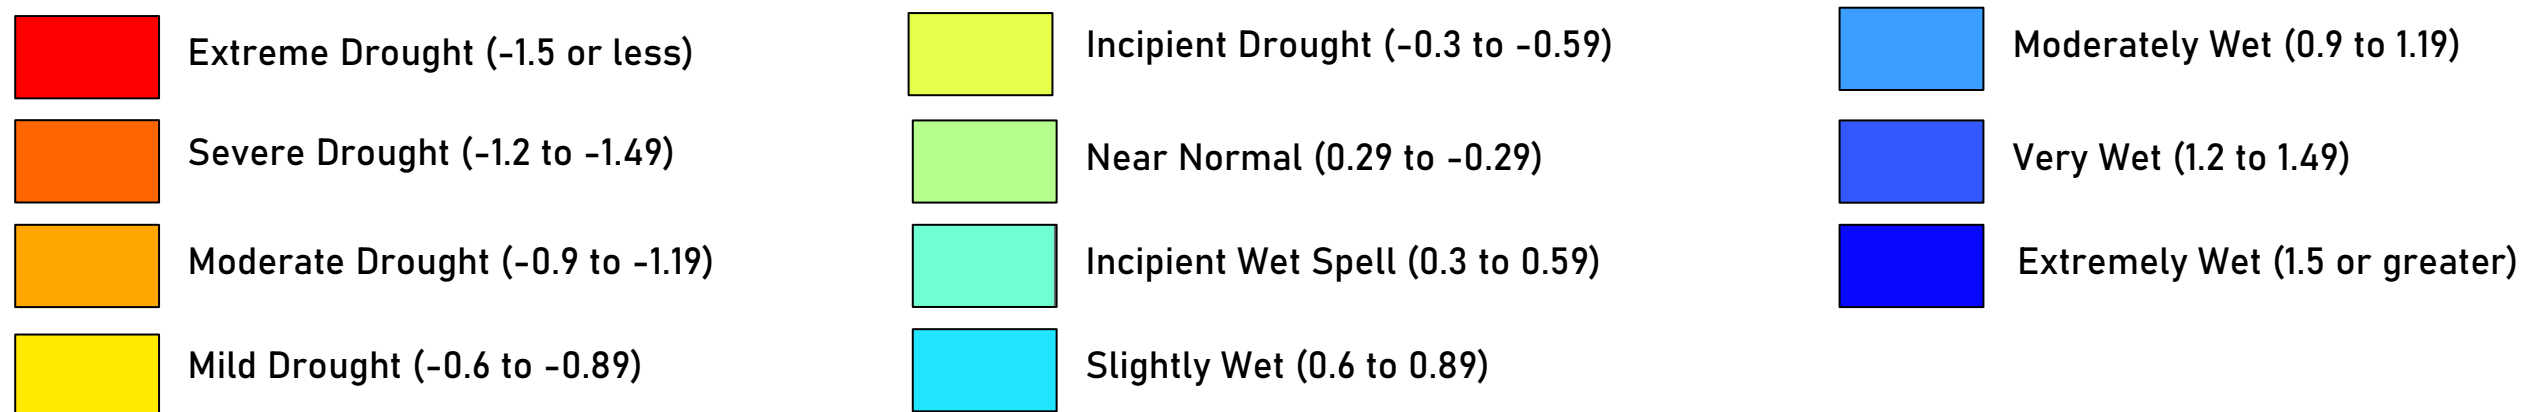 Extreme Drought (-1.5 or less)
Severe Drought (-1.2 to -1.49)
Moderate Drought (-0.9 to -1.19)
Mild Drought (-0.6 to -0.89)
Incipient Drought (-0.3 to -0.59)
Near Normal (0.29 to -0.29)
Incipient Wet Spell (0.3 to 0.59)
Slightly Wet (0.6 to 0.89)
Moderately Wet (0.9 to 1.19)
Very Wet (1.2 to 1.49)
Extremely Wet (1.5 or greater)